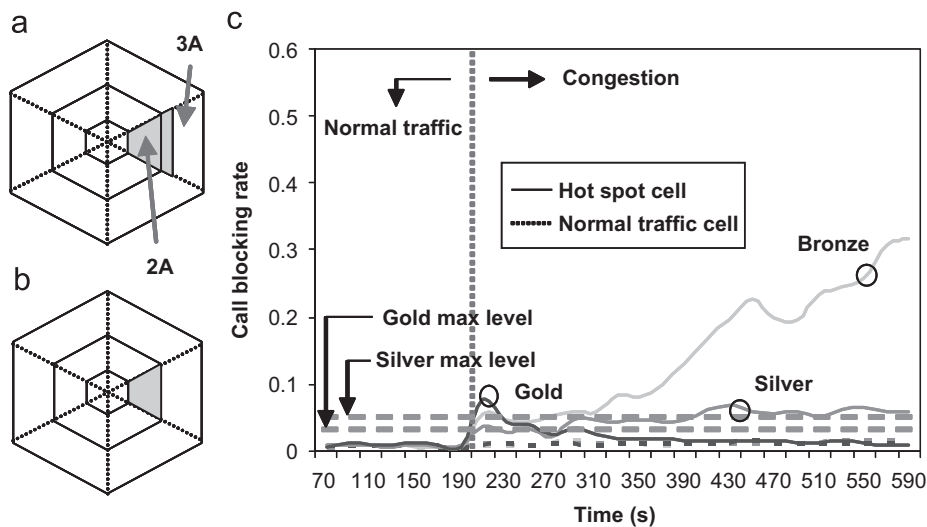 a
3A
2A
b
c
Call blocking rate
0.6
0.5
0.4
0.3
0.2
0.1
0
Normal traffic
Congestion
Hot spot cell
Normal traffic cell
Bronze
Gold max level
Silver max level
Gold
Silver
70 110 150 190 230 270 310 350 390 430 470 510 550 590
Time (s)